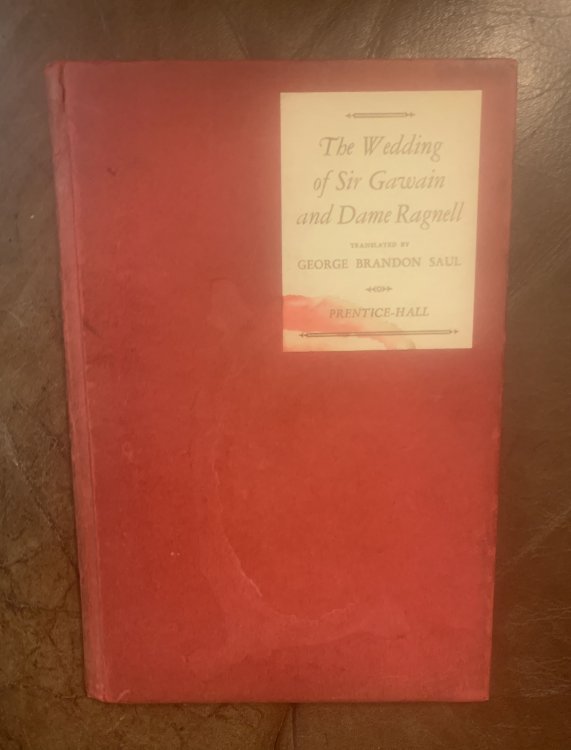 The Wedding
of Sir Gawain
and Dame Ragnell
TRANSLATED BY
GEORGE BRANDON SAUL
PRENTICE-HALL